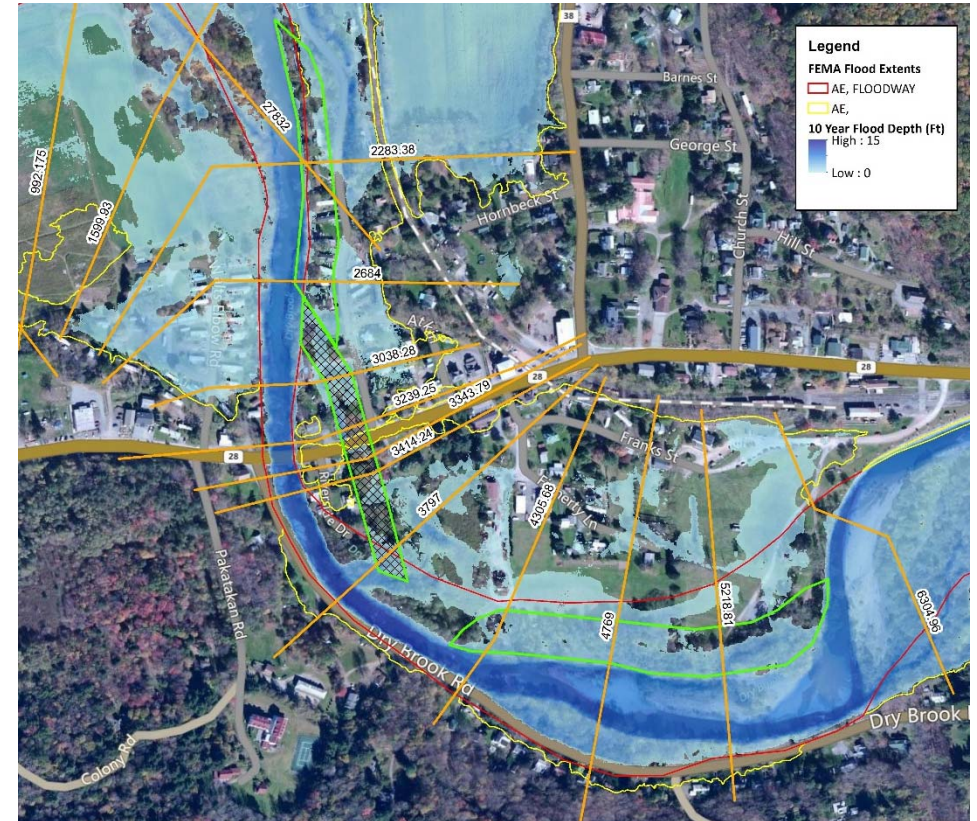 38
Legend
FEMA Flood Extents
AE, FLOODWAY
AE,
10 Year Flood Depth (Ft)
High : 15
Low : 0
Barnes St
27832
2283.38
George St
992.175
1599.93
Hornbeck St
Church St
Hill St
2684
3038.28
3239.25
3343.79
28
28
3414.24
28
Franks St
3797
4305.68
Pakatakan Rd
4769
5218.81
6304.96
Dry Brook Rd
Dry Brook
Colony Rd